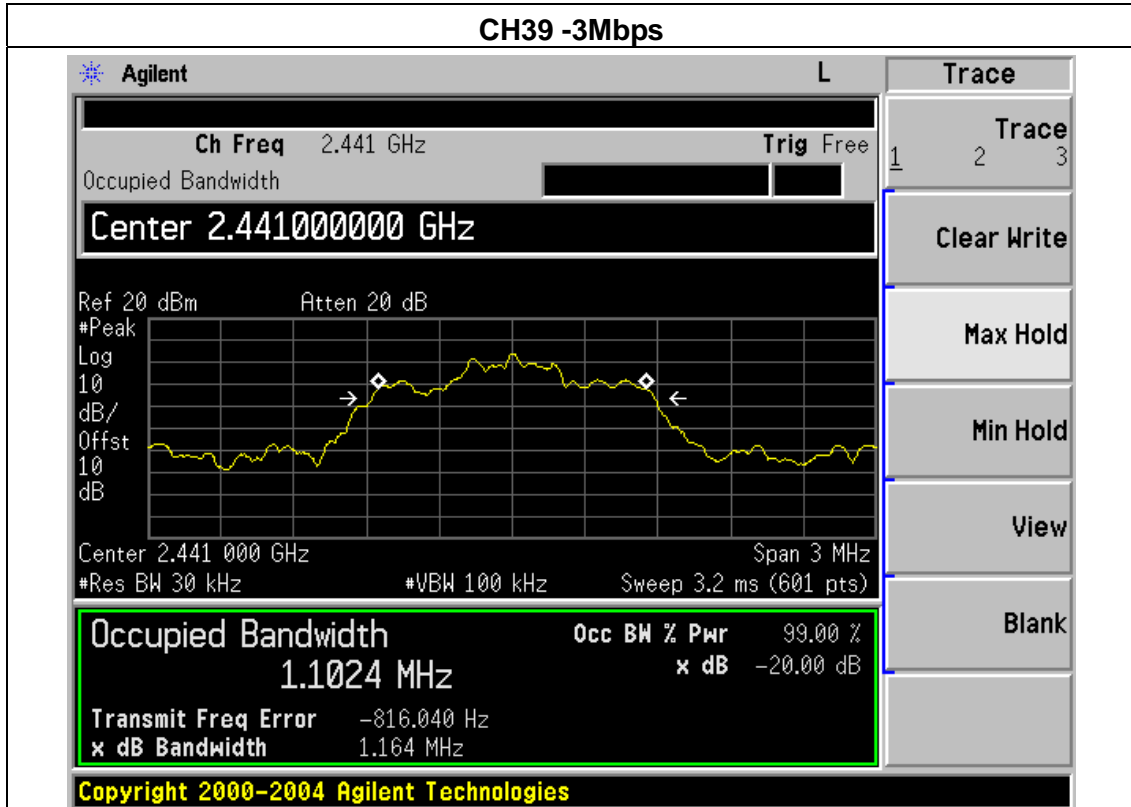 CH39 -3Mbps
Agilent L Trace
Ch Freq 2.441 GHz Trig Free
Occupied Bandwidth
Trace
1 2 3
Center 2.441000000 GHz
Clear Write
Ref 20 dBm Atten 20 dB
#Peak
Log
10
dB/
Offst
10
dB
Max Hold
Min Hold
Center 2.441 000 GHz Span 3 MHz
#Res BW 30 kHz #VBW 100 kHz Sweep 3.2 ms (601 pts)
View
Occupied Bandwidth Occ BW % Pwr 99.00 %
1.1024 MHz x dB -20.00 dB
Blank
Transmit Freq Error -816.040 Hz
x dB Bandwidth 1.164 MHz
Copyright 2000-2004 Agilent Technologies